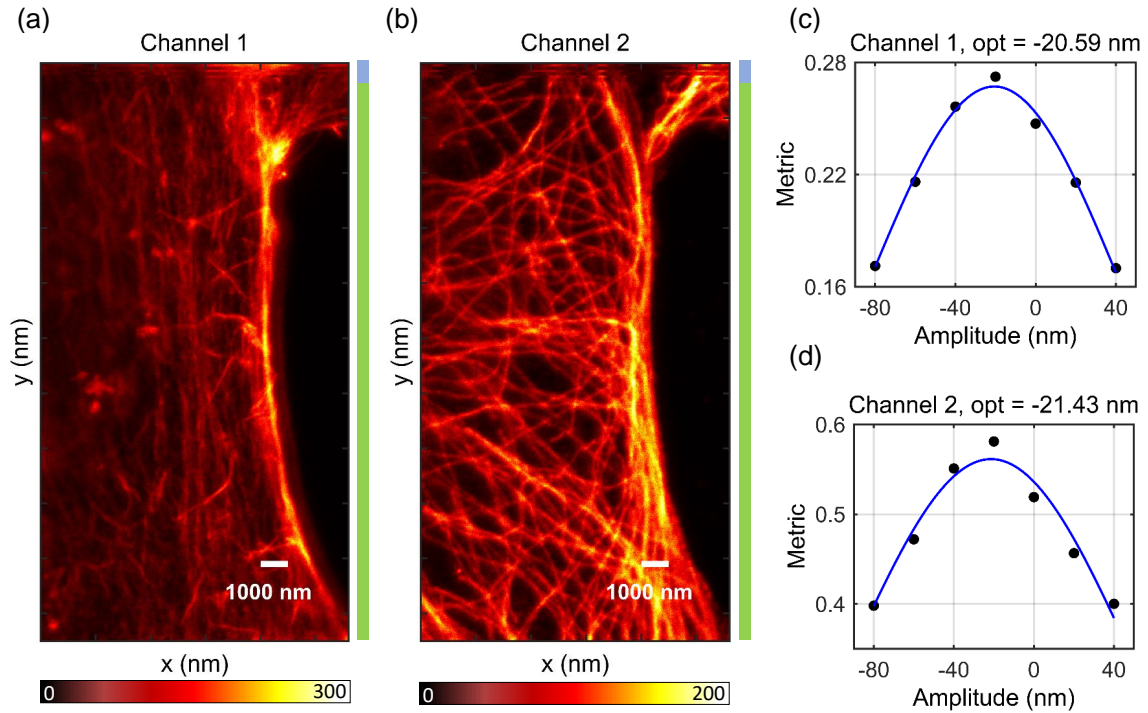 (a)
Channel 1
y (nm)
1000 nm
x (nm)
0 300
(b)
Channel 2
y (nm)
1000 nm
x (nm)
0 200
(c)
Channel 1, opt = -20.59 nm
0.28
0.22
0.16
Metric
-80 -40 0 40
Amplitude (nm)
(d)
Channel 2, opt = -21.43 nm
0.6
0.5
0.4
Metric
-80 -40 0 40
Amplitude (nm)